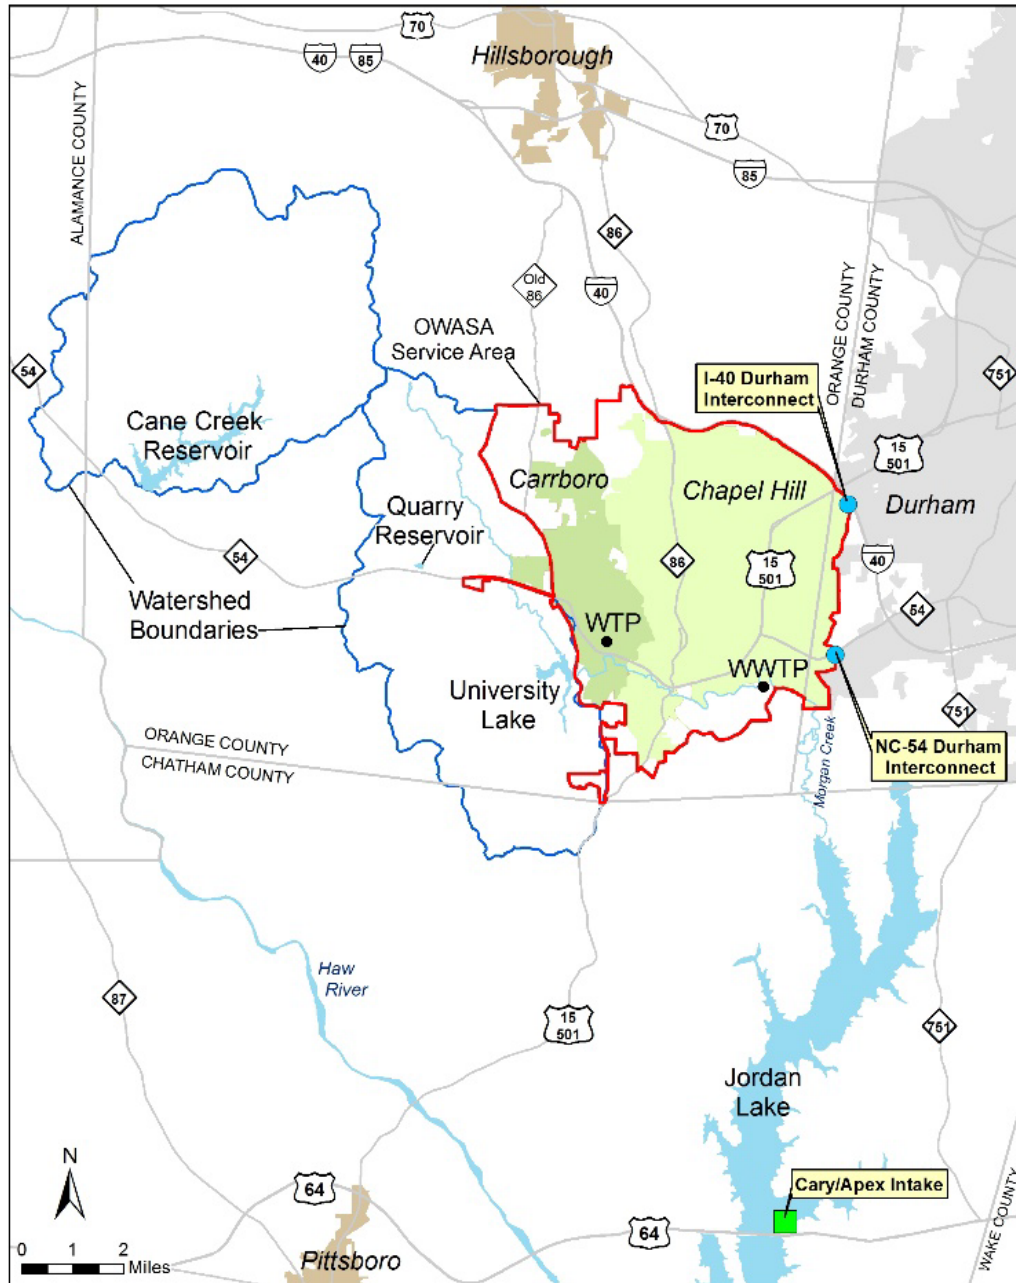 70
Hillsborough
40
85
70
85
ALAMANCE COUNTY
86
Old
86
40
ORANGE COUNTY
DURHAM COUNTY
OWASA
Service Area
54
I-40 Durham
Interconnect
751
Cane Creek
Reservoir
15
501
Carrboro
Chapel Hill
Durham
Quarry
Reservoir
54
86
15
501
40
54
Watershed
Boundaries
WTP
WWTP
University
Lake
751
ORANGE COUNTY
CHATHAM COUNTY
NC-54 Durham
Interconnect
Morgan Creek
Haw
River
87
15
501
751
Jordan
Lake
N
64
Cary/Apex Intake
64
WAKE COUNTY
Pittsboro
0 1 2
Miles